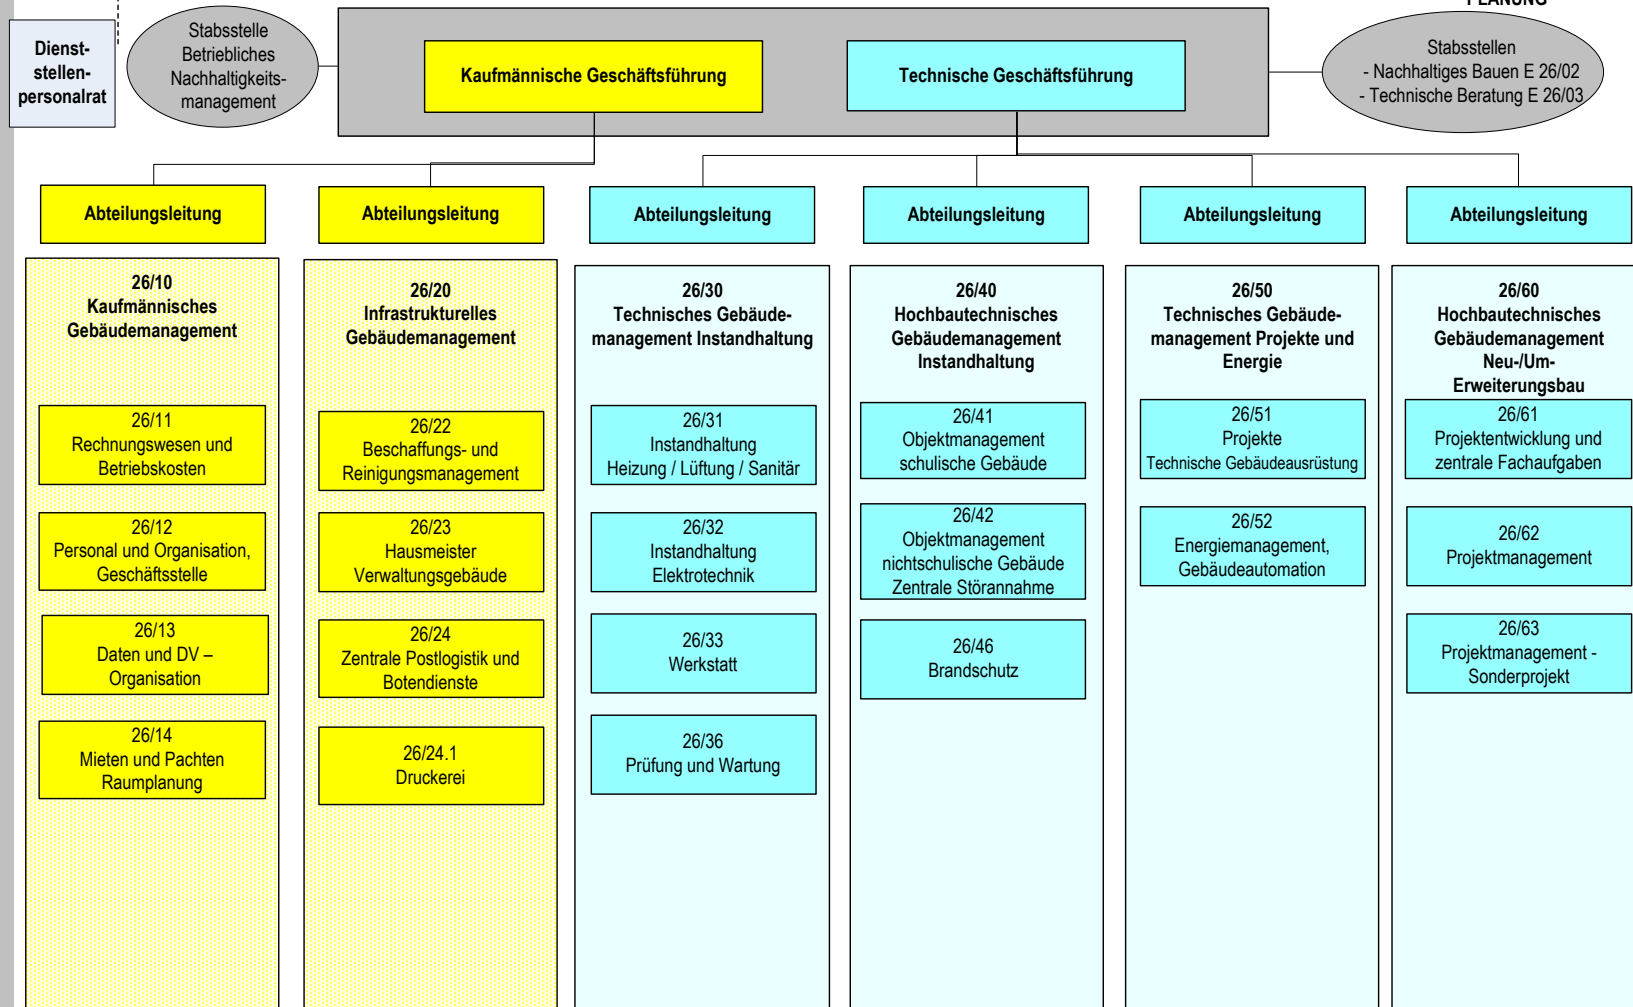 PLANUNG
Dienst-
stellen-
personalrat
Stabsstelle
Betriebliches
Nachhaltigkeits-
management
Kaufmännische Geschäftsführung
Technische Geschäftsführung
Stabsstellen
- Nachhaltiges Bauen E 26/02
- Technische Beratung E 26/03
Abteilungsleitung
Abteilungsleitung
Abteilungsleitung
Abteilungsleitung
Abteilungsleitung
Abteilungsleitung
26/10
Kaufmännisches
Gebäudemanagement
26/11
Rechnungswesen und
Betriebskosten
26/12
Personal und Organisation,
Geschäftsstelle
26/13
Daten und DV –
Organisation
26/14
Mieten und Pachten
Raumplanung
26/20
Infrastrukturelles
Gebäudemanagement
26/22
Beschaffungs- und
Reinigungsmanagement
26/23
Hausmeister
Verwaltungsgebäude
26/24
Zentrale Postlogistik und
Botendienste
26/24.1
Druckerei
26/30
Technisches Gebäude-
management Instandhaltung
26/31
Instandhaltung
Heizung / Lüftung / Sanitär
26/32
Instandhaltung
Elektrotechnik
26/33
Werkstatt
26/36
Prüfung und Wartung
26/40
Hochbautechnisches
Gebäudemanagement
Instandhaltung
26/41
Objektmanagement
schulische Gebäude
26/42
Objektmanagement
nichtschulische Gebäude
Zentrale Störannahme
26/46
Brandschutz
26/50
Technisches Gebäude-
management Projekte und
Energie
26/51
Projekte
Technische Gebäudeausrüstung
26/52
Energiemanagement,
Gebäudeautomation
26/60
Hochbautechnisches
Gebäudemanagement
Neu-/Um-
Erweiterungsbau
26/61
Projektentwicklung und
zentrale Fachaufgaben
26/62
Projektmanagement
26/63
Projektmanagement -
Sonderprojekt